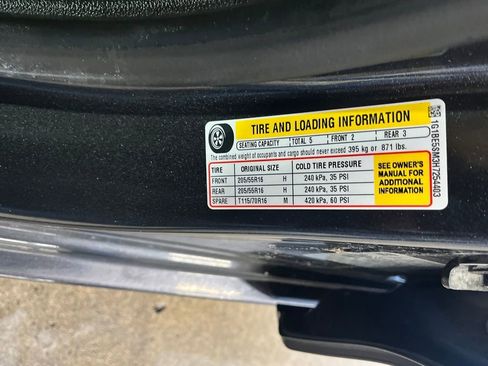 TIRE AND LOADING INFORMATION
SEATING CAPACITY TOTAL 5 FRONT 2 REAR 3
The combined weight of occupants and cargo should never exceed 395 kg or 871 lbs.
TIRE ORIGINAL SIZE COLD TIRE PRESSURE
FRONT 205/55R16 H 240 kPa, 35 PSI
REAR 205/55R16 H 240 kPa, 35 PSI
SPARE T115/70R16 M 420 kPa, 60 PSI
SEE OWNER'S
MANUAL FOR
ADDITIONAL
INFORMATION
1G1BE5SM3H7254403